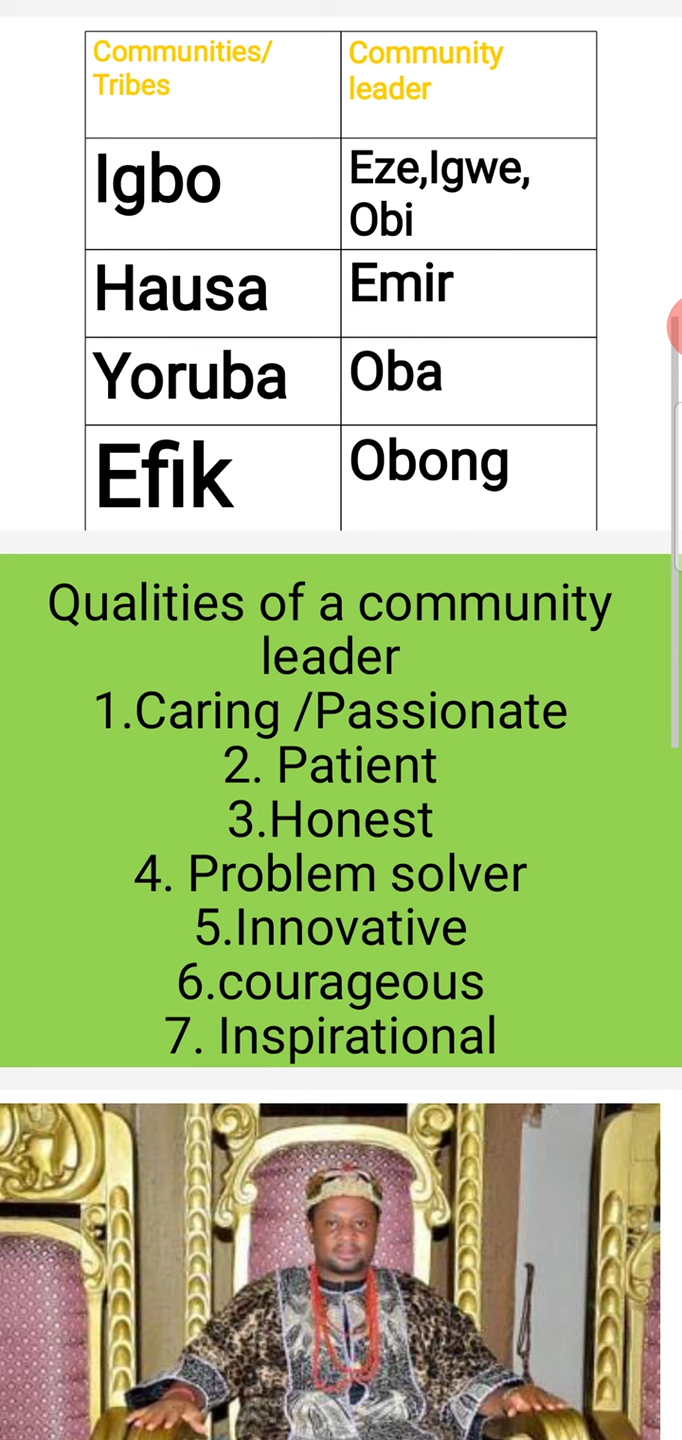 Communities/ Community
Tribes leader
Igbo Eze,Igwe,
Obi
Hausa Emir
Yoruba Oba
Efik Obong
Qualities of a community
leader
1.Caring /Passionate
2. Patient
3.Honest
4. Problem solver
5.Innovative
6.courageous
7. Inspirational